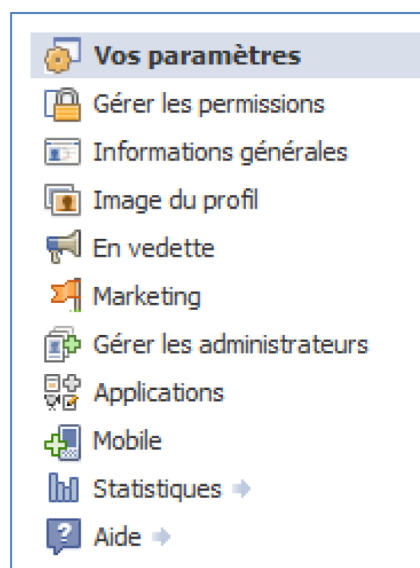 Vos paramètres
Gérer les permissions
Informations générales
Image du profil
En vedette
Marketing
Gérer les administrateurs
Applications
Mobile
Statistiques
Aide